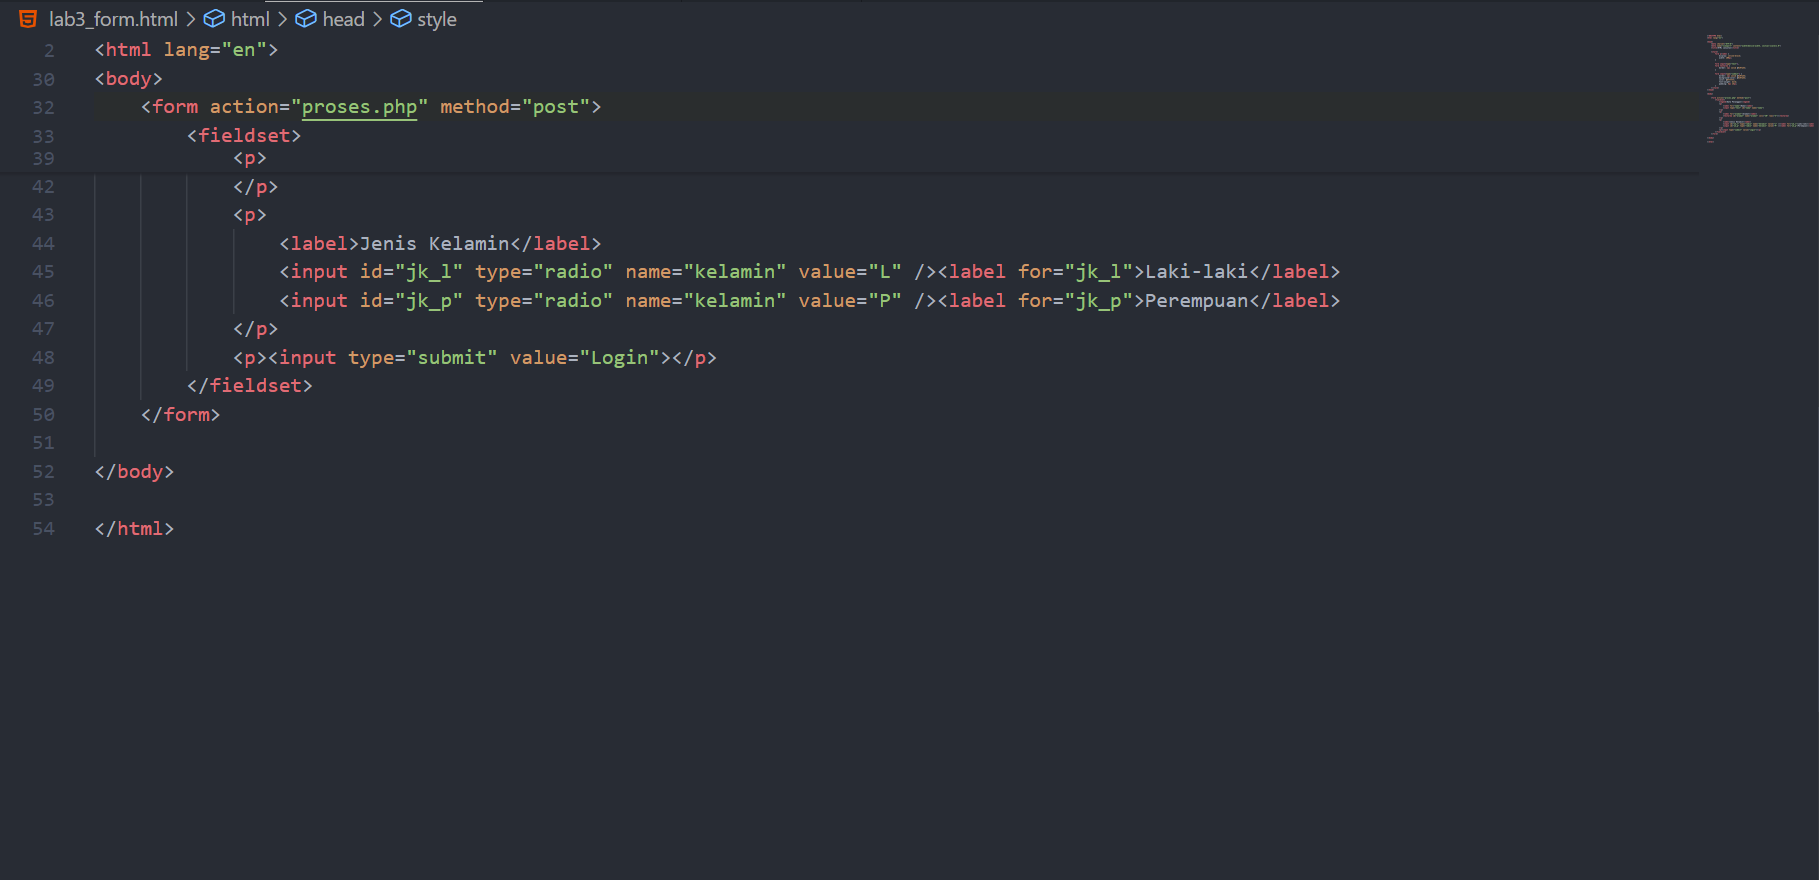 lab3_form.html > html > head > style
2 <html lang="en">
30 <body>
32 <form action="proses.php" method="post">
33 <fieldset>
39 <p>
42 </p>
43 <p>
44 <label>Jenis Kelamin</label>
45 <input id="jk_l" type="radio" name="kelamin" value="L" /><label for="jk_l">Laki-laki</label>
46 <input id="jk_p" type="radio" name="kelamin" value="P" /><label for="jk_p">Perempuan</label>
47 </p>
48 <p><input type="submit" value="Login"></p>
49 </fieldset>
50 </form>
51
52 </body>
53
54 </html>